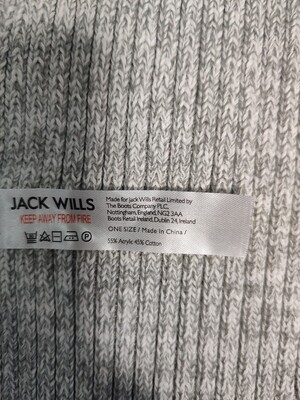 JACK WILLS
KEEP AWAY FROM FIRE
Made for Jack Wills Retail Limited by
The Boots Company PLC.
Nottingham, England, NG2 3AA
Boots Retail Ireland, Dublin 24, Ireland
ONE SIZE / Made In China /
55% Acrylic 45% Cotton